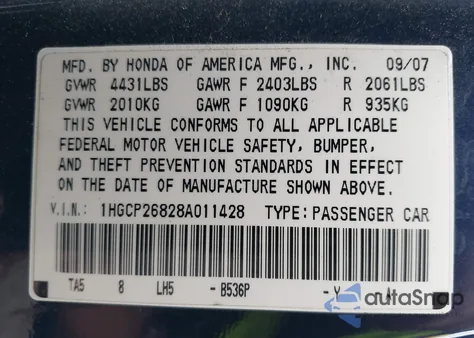 MFD. BY HONDA OF AMERICA MFG., INC. 09/07
GVWR 4431LBS GAWR F 2403LBS R 2061LBS
GVWR 2010KG GAWR F 1090KG R 935KG
THIS VEHICLE CONFORMS TO ALL APPLICABLE
FEDERAL MOTOR VEHICLE SAFETY, BUMPER,
AND THEFT PREVENTION STANDARDS IN EFFECT
ON THE DATE OF MANUFACTURE SHOWN ABOVE.
V.I.N.: 1HGCP26828A011428 TYPE: PASSENGER CAR
TA5 8 LH5 - B536P - Y
autoSnap